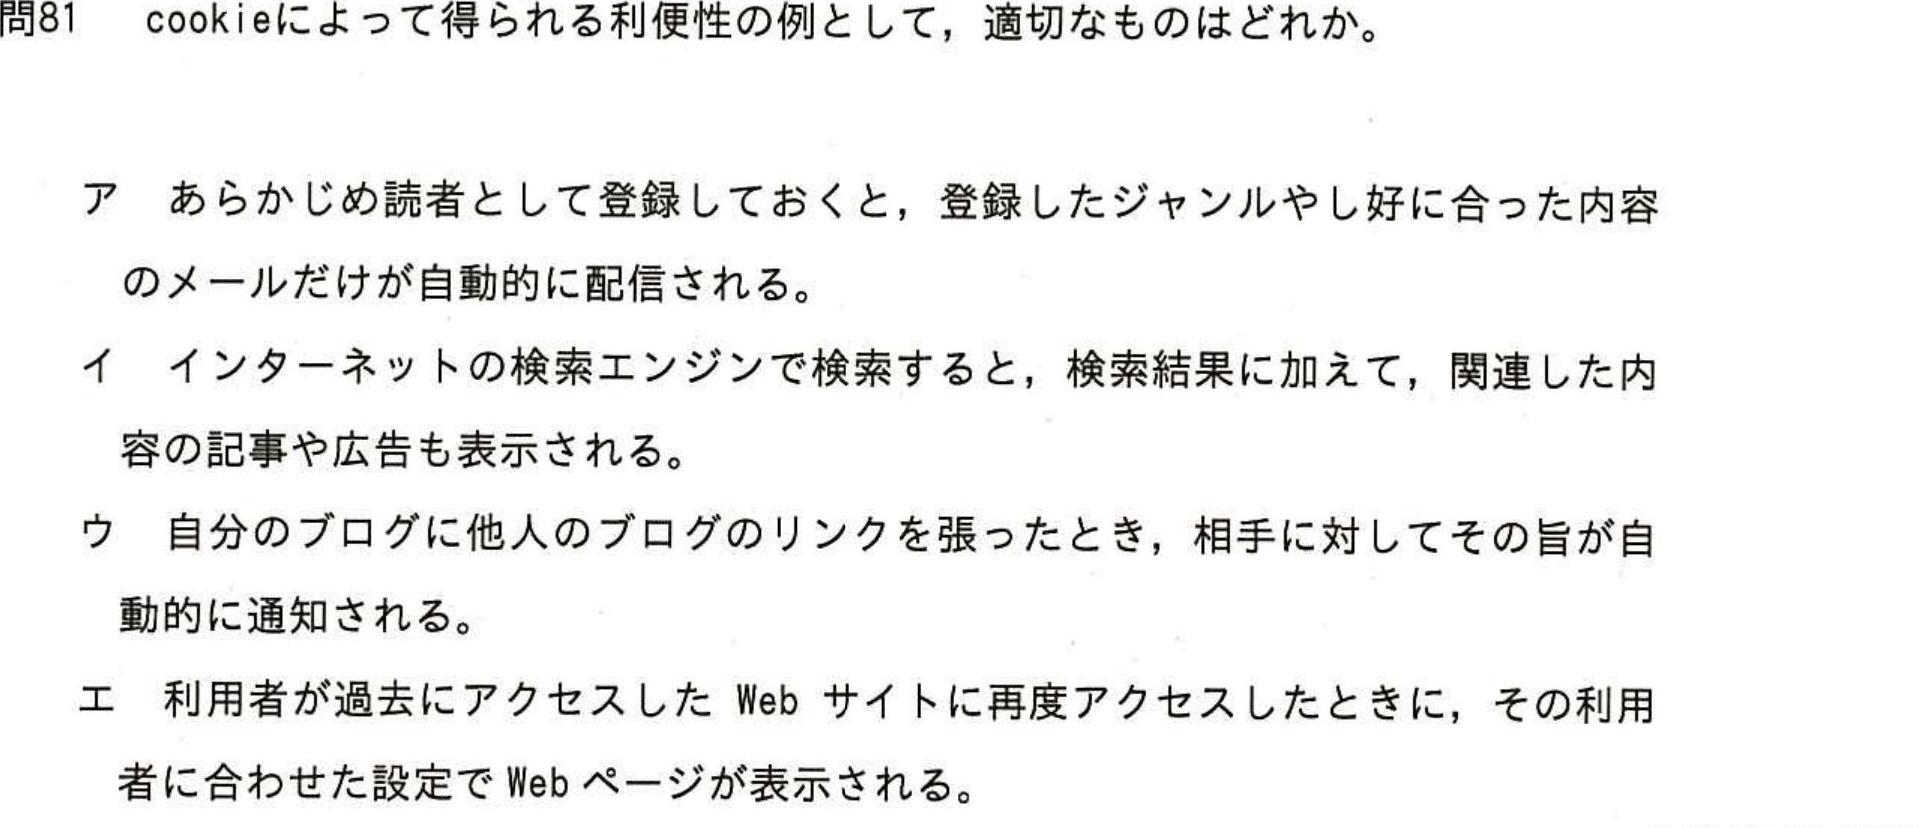 問81　cookieによって得られる利便性の例として，適切なものはどれか。
ア　あらかじめ読者として登録しておくと，登録したジャンルやし好に合った内容
のメールだけが自動的に配信される。
イ　インターネットの検索エンジンで検索すると，検索結果に加えて，関連した内
容の記事や広告も表示される。
ウ　自分のブログに他人のブログのリンクを張ったとき，相手に対してその旨が自
動的に通知される。
エ　利用者が過去にアクセスした Web サイトに再度アクセスしたときに，その利用
者に合わせた設定で Web ページが表示される。